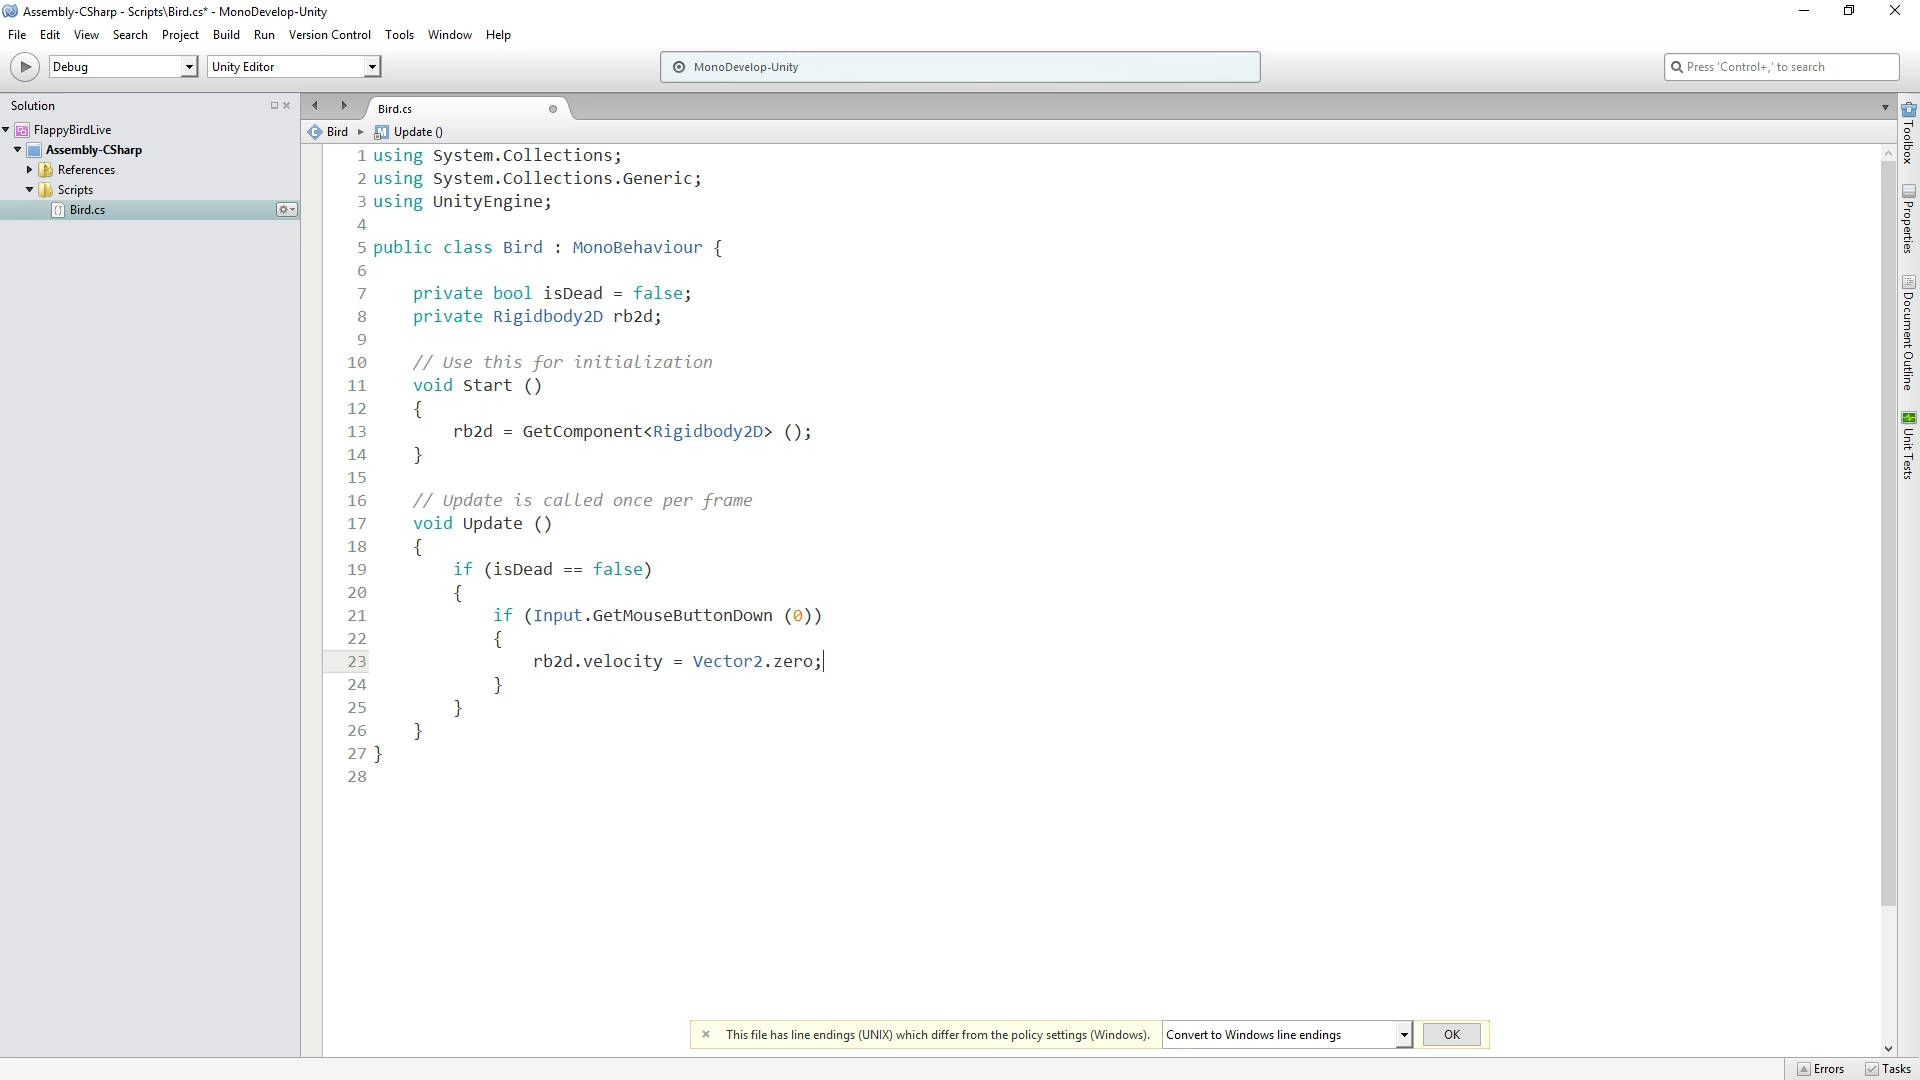 Assembly-CSharp - Scripts\Bird.cs* - MonoDevelop-Unity
File Edit View Search Project Build Run Version Control Tools Window Help
Debug Unity Editor MonoDevelop-Unity Press 'Control+,' to search
Solution
FlappyBirdLive
Assembly-CSharp
References
Scripts
Bird.cs
Bird.cs
Bird Update ()
1 using System.Collections;
2 using System.Collections.Generic;
3 using UnityEngine;
4
5 public class Bird : MonoBehaviour {
6
7 private bool isDead = false;
8 private Rigidbody2D rb2d;
9
10 // Use this for initialization
11 void Start ()
12 {
13 rb2d = GetComponent<Rigidbody2D> ();
14 }
15
16 // Update is called once per frame
17 void Update ()
18 {
19 if (isDead == false)
20 {
21 if (Input.GetMouseButtonDown (0))
22 {
23 rb2d.velocity = Vector2.zero;
24 }
25 }
26 }
27 }
28
Toolbox
Properties
Document Outline
Unit Tests
This file has line endings (UNIX) which differ from the policy settings (Windows). Convert to Windows line endings OK
Errors Tasks